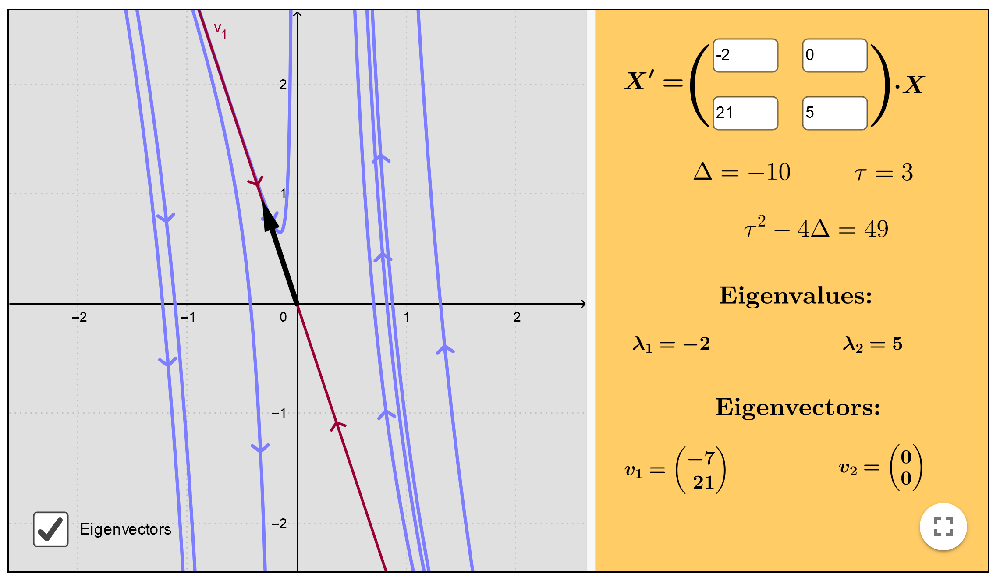 v₁
2
1
–2
–1
0
1
2
–1
–2
Eigenvectors
X′ = ( -2 0
21 5 ) · X
Δ = −10 τ = 3
τ² − 4Δ = 49
Eigenvalues:
λ₁ = −2 λ₂ = 5
Eigenvectors:
v₁ = ( −7
21 ) v₂ = ( 0
0 )